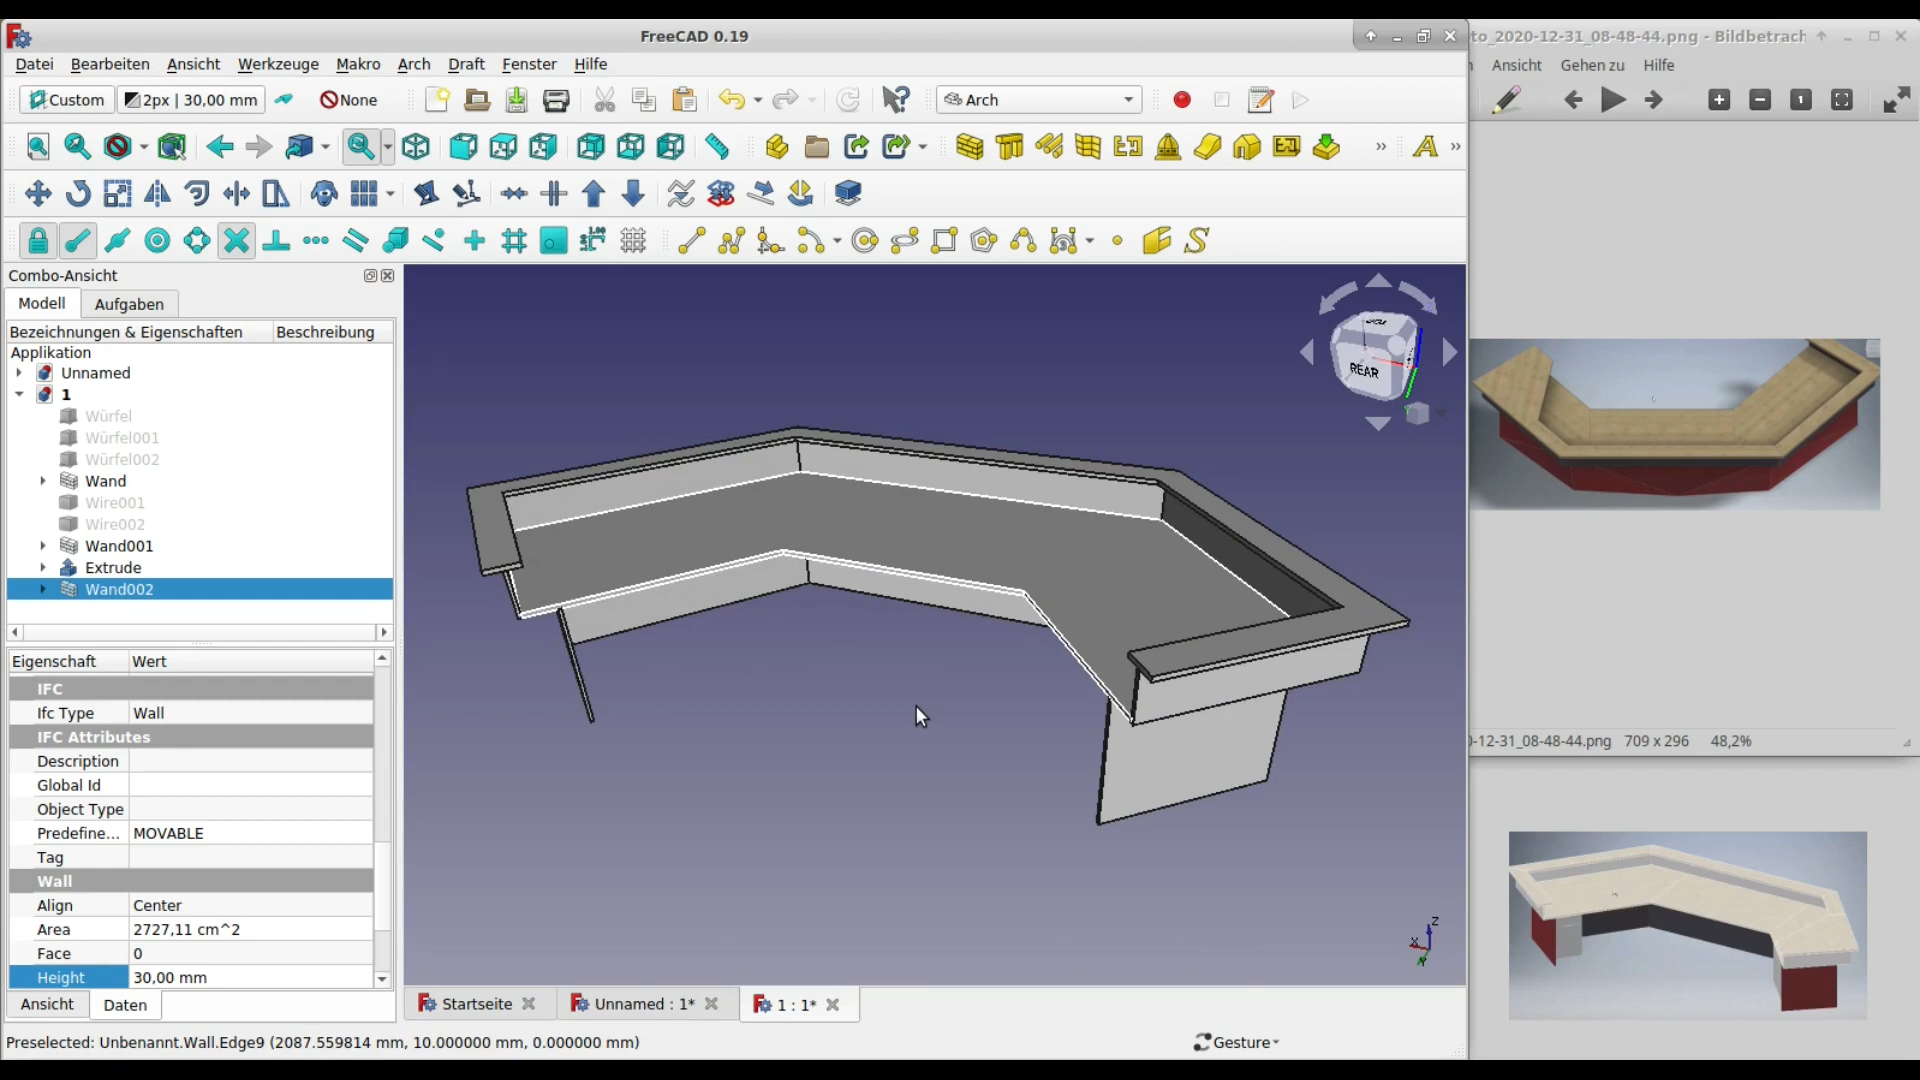 FreeCAD 0.19
to_2020-12-31_08-48-44.png - Bildbetrach
Datei Bearbeiten Ansicht Werkzeuge Makro Arch Draft Fenster Hilfe
Ansicht Gehen zu Hilfe
Custom 2px | 30,00 mm None Arch
Combo-Ansicht
Modell Aufgaben
Bezeichnungen & Eigenschaften Beschreibung
Applikation
Unnamed
1
Würfel
Würfel001
Würfel002
Wand
Wire001
Wire002
Wand001
Extrude
Wand002
REAR
Eigenschaft Wert
IFC
Ifc Type Wall
IFC Attributes
Description
Global Id
Object Type
Predefine... MOVABLE
Tag
Wall
Align Center
Area 2727,11 cm^2
Face 0
Height 30,00 mm
Ansicht Daten
Z
X
Y
0-12-31_08-48-44.png 709 x 296 48,2%
Startseite Unnamed : 1* 1 : 1*
Preselected: Unbenannt.Wall.Edge9 (2087.559814 mm, 10.000000 mm, 0.000000 mm)
Gesture